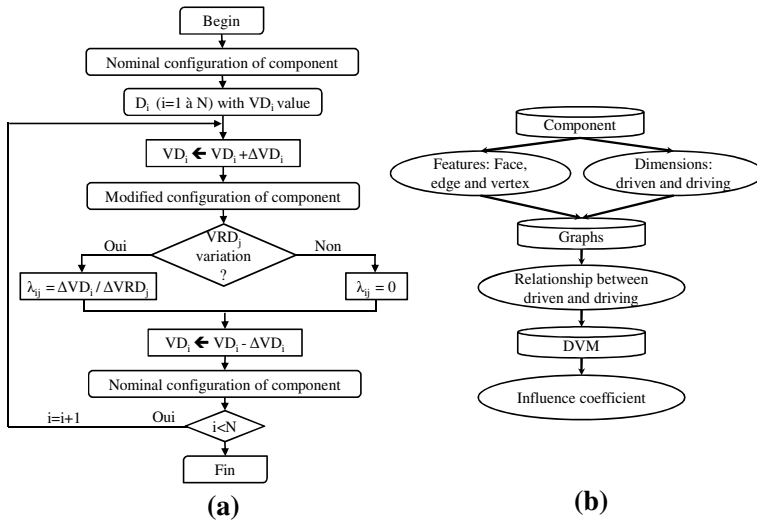 Begin
Nominal configuration of component
Dᵢ (i=1 à N) with VDᵢ value
VDᵢ 🡸 VDᵢ +ΔVDᵢ
Modified configuration of component
VRDⱼ
variation
?
Oui
Non
λᵢⱼ = ΔVDᵢ / ΔVRDⱼ
λᵢⱼ = 0
VDᵢ 🡸 VDᵢ - ΔVDᵢ
Nominal configuration of component
i=i+1
Oui
i<N
Fin
(a)
Component
Features: Face,
edge and vertex
Dimensions:
driven and driving
Graphs
Relationship between
driven and driving
DVM
Influence coefficient
(b)